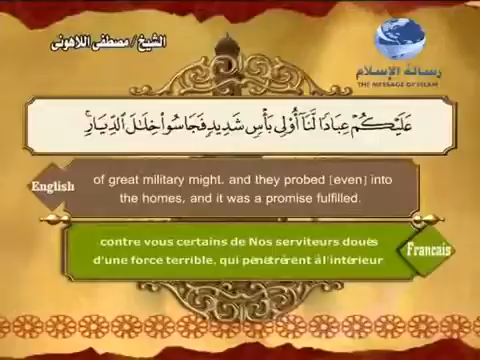 الشيخ / مصطفى اللاهونى
رسالة الإسلام
THE MESSAGE OF ISLAM
عَلَيْكُمْ عِبَادًا لَّنَآ أُوْلِى بَأْسٍ شَدِيدٍ فَجَاسُوا۟ خِلَٰلَ ٱلدِّيَارِ ۚ
English
of great military might. and they probed [even] into
the homes, and it was a promise fulfilled.
contre vous certains de Nos serviteurs doués
d'une force terrible, qui pénétrèrent à l'intérieur
Francais